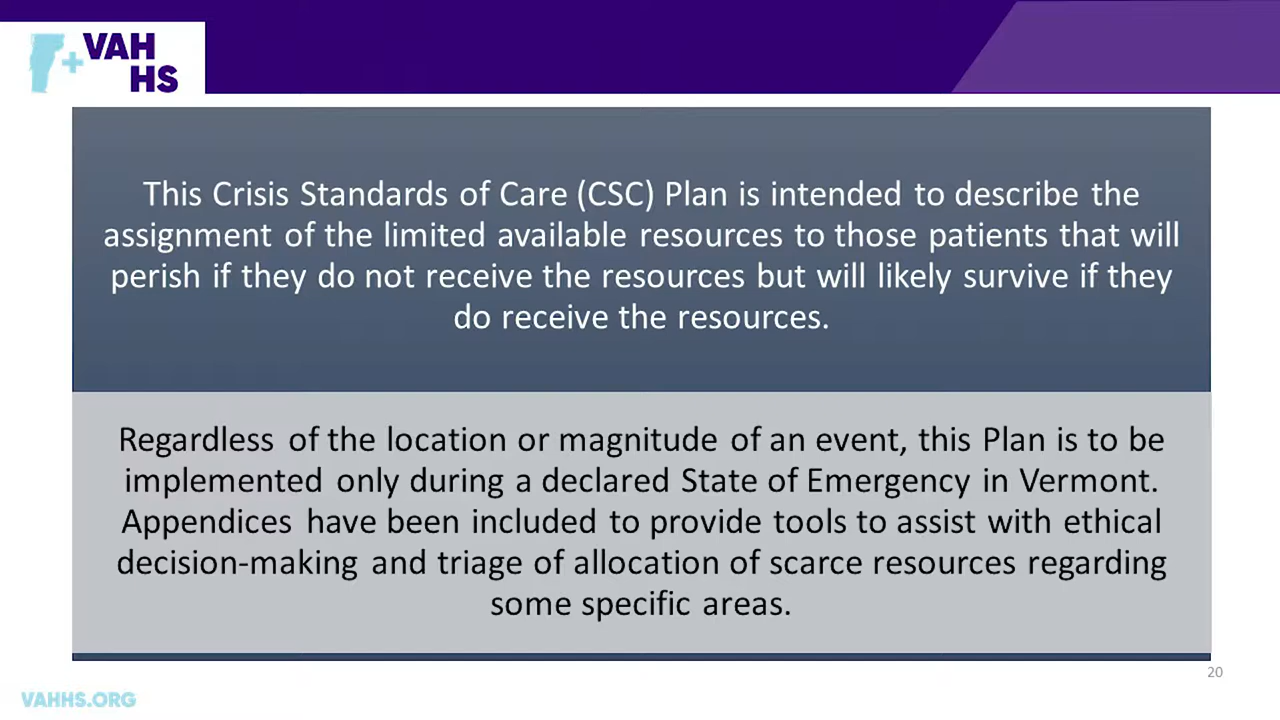 VAH
HS
This Crisis Standards of Care (CSC) Plan is intended to describe the
assignment of the limited available resources to those patients that will
perish if they do not receive the resources but will likely survive if they
do receive the resources.
Regardless of the location or magnitude of an event, this Plan is to be
implemented only during a declared State of Emergency in Vermont.
Appendices have been included to provide tools to assist with ethical
decision-making and triage of allocation of scarce resources regarding
some specific areas.
20
VAHHS.ORG